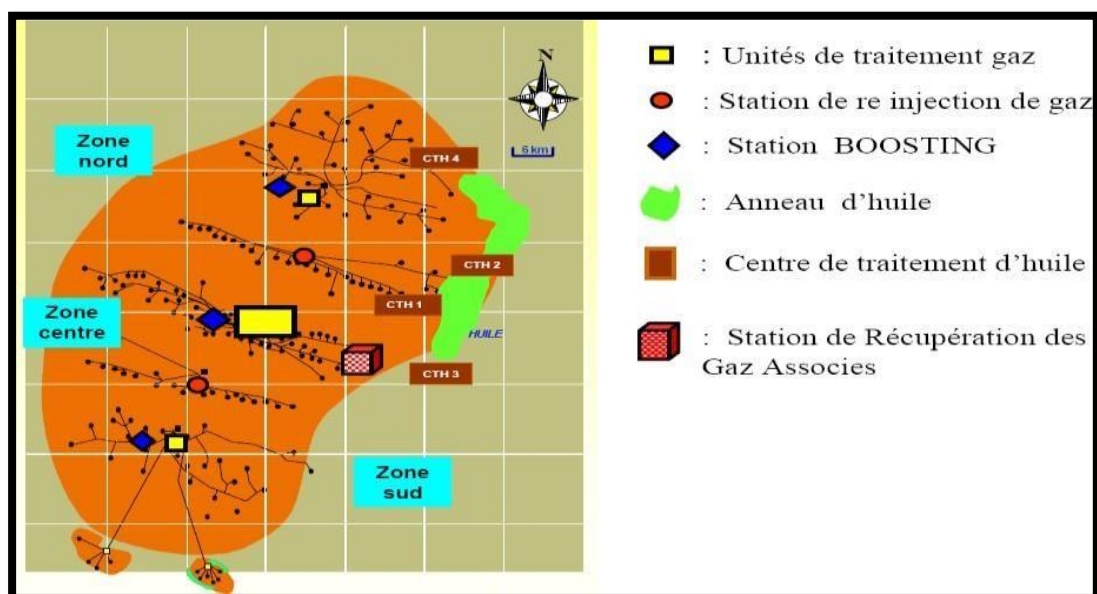 N
6 km
Zone
nord
CTH 4
CTH 2
CTH 1
HUILE
Zone
centre
CTH 3
Zone
sud
: Unités de traitement gaz
: Station de re injection de gaz
: Station BOOSTING
: Anneau d’huile
: Centre de traitement d’huile
: Station de Récupération des
Gaz Associes